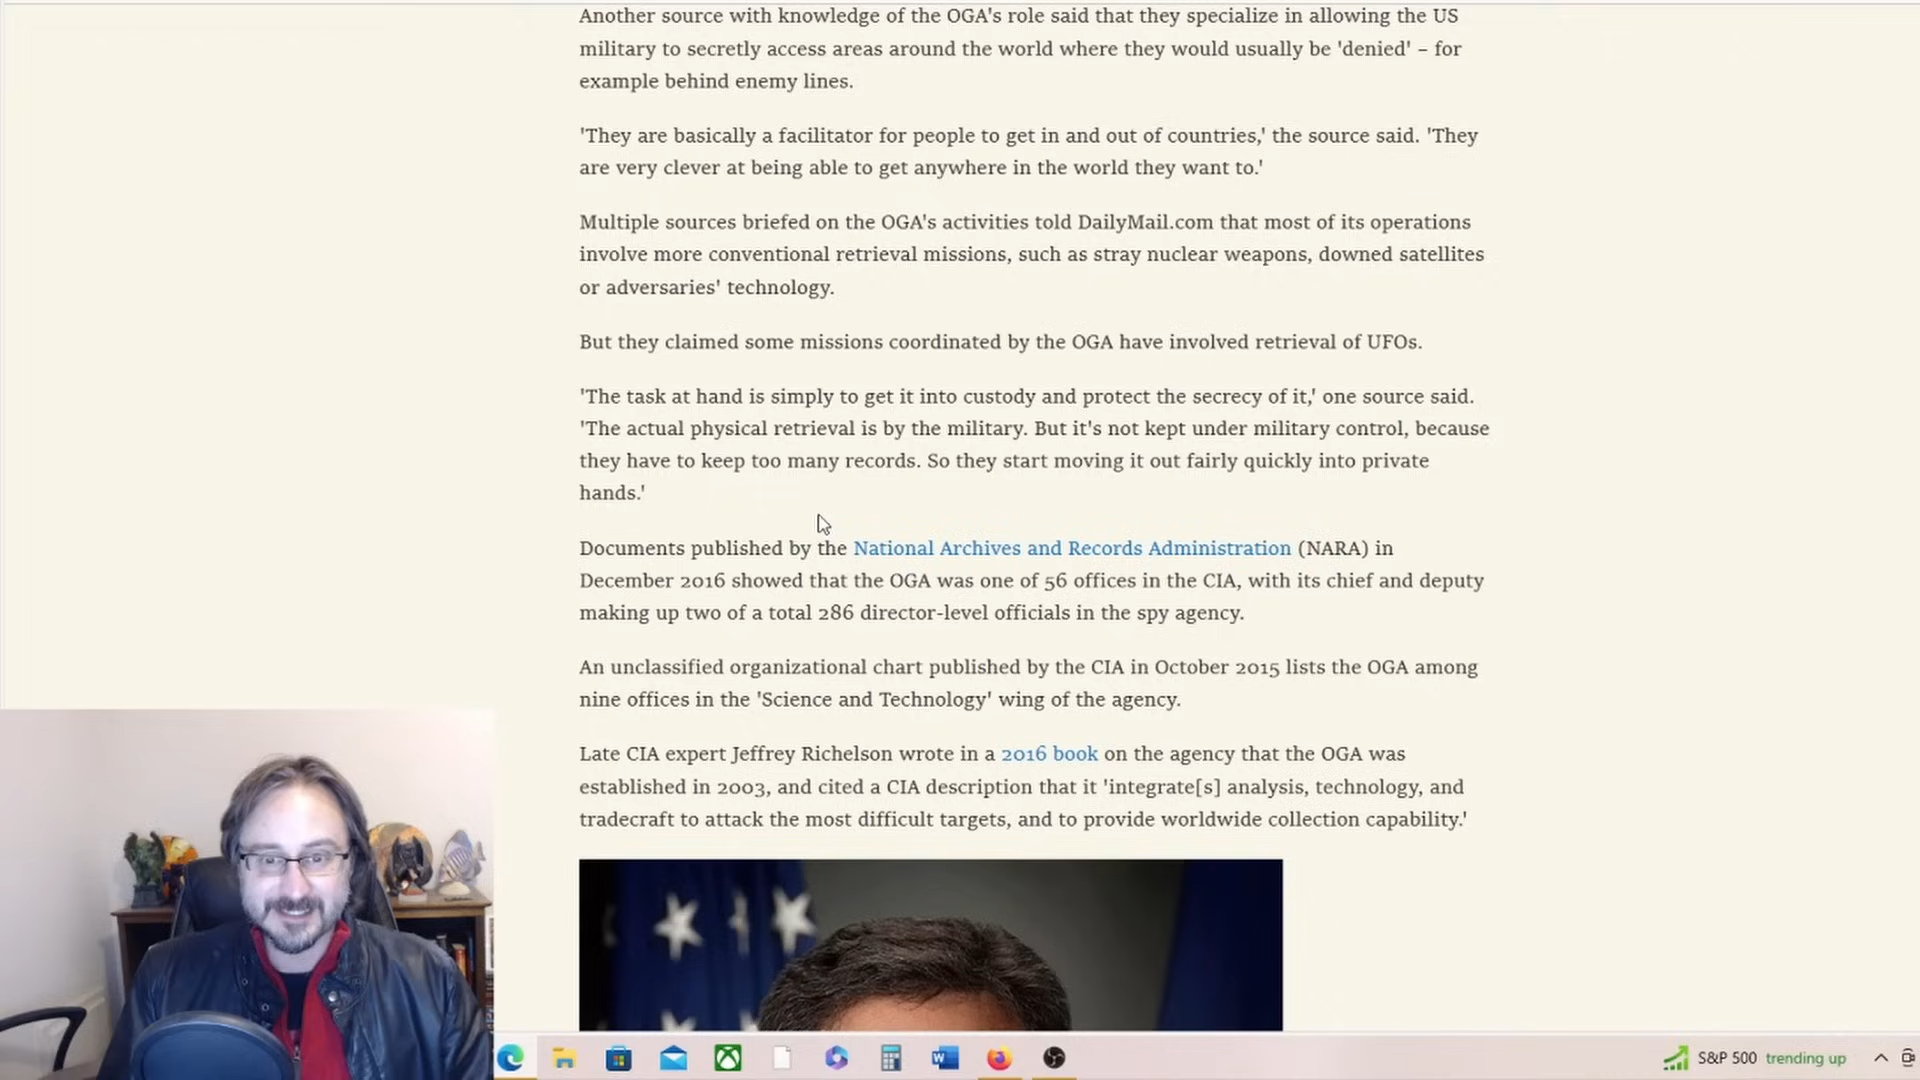 Another source with knowledge of the OGA's role said that they specialize in allowing the US
military to secretly access areas around the world where they would usually be 'denied' – for
example behind enemy lines.
'They are basically a facilitator for people to get in and out of countries,' the source said. 'They
are very clever at being able to get anywhere in the world they want to.'
Multiple sources briefed on the OGA's activities told DailyMail.com that most of its operations
involve more conventional retrieval missions, such as stray nuclear weapons, downed satellites
or adversaries' technology.
But they claimed some missions coordinated by the OGA have involved retrieval of UFOs.
'The task at hand is simply to get it into custody and protect the secrecy of it,' one source said.
'The actual physical retrieval is by the military. But it's not kept under military control, because
they have to keep too many records. So they start moving it out fairly quickly into private
hands.'
Documents published by the National Archives and Records Administration (NARA) in
December 2016 showed that the OGA was one of 56 offices in the CIA, with its chief and deputy
making up two of a total 286 director-level officials in the spy agency.
An unclassified organizational chart published by the CIA in October 2015 lists the OGA among
nine offices in the 'Science and Technology' wing of the agency.
Late CIA expert Jeffrey Richelson wrote in a 2016 book on the agency that the OGA was
established in 2003, and cited a CIA description that it 'integrate[s] analysis, technology, and
tradecraft to attack the most difficult targets, and to provide worldwide collection capability.'
S&P 500 trending up